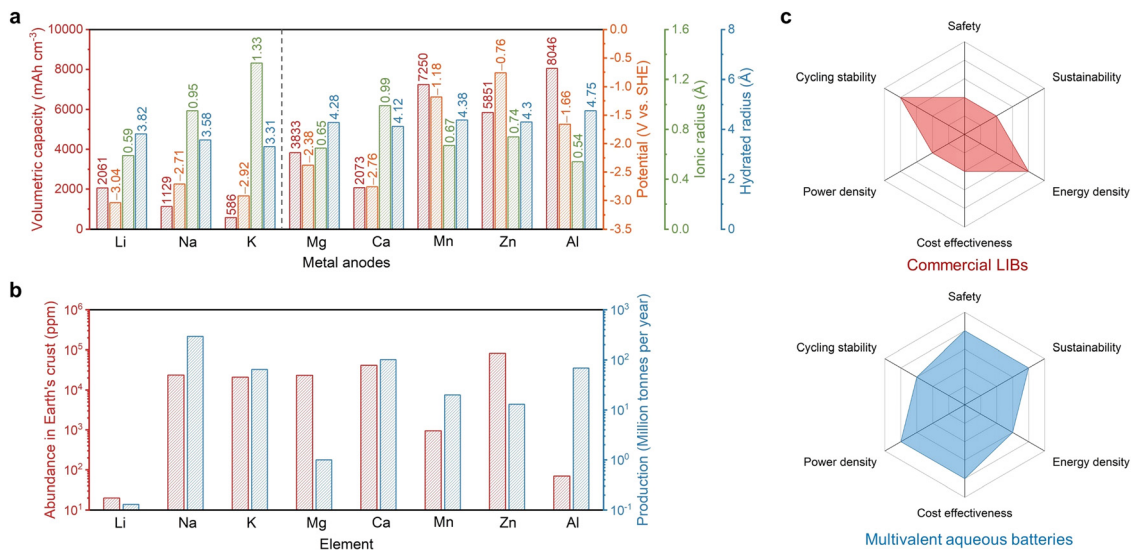 a
Volumetric capacity (mAh cm⁻³)
10000
8000
6000
4000
2000
0
2061
−3.04
0.59
3.82
1129
−2.71
0.95
3.58
586
−2.92
1.33
3.31
3833
−2.38
0.65
4.28
2073
−2.76
0.99
4.12
7250
−1.18
0.67
4.38
5851
−0.76
0.74
4.3
8046
−1.66
0.54
4.75
Li Na K Mg Ca Mn Zn Al
Metal anodes
0.0
-0.5
-1.0
-1.5
-2.0
-2.5
-3.0
-3.5
Potential (V vs. SHE)
1.6
1.2
0.8
0.4
0.0
Ionic radius (Å)
8
6
4
2
0
Hydrated radius (Å)
b
Abundance in Earth's crust (ppm)
10⁶
10⁵
10⁴
10³
10²
10¹
Li Na K Mg Ca Mn Zn Al
Element
10³
10²
10¹
10⁰
10⁻¹
Production (Million tonnes per year)
c
Safety
Cycling stability
Sustainability
Power density
Energy density
Cost effectiveness
Commercial LIBs
Safety
Cycling stability
Sustainability
Power density
Energy density
Cost effectiveness
Multivalent aqueous batteries